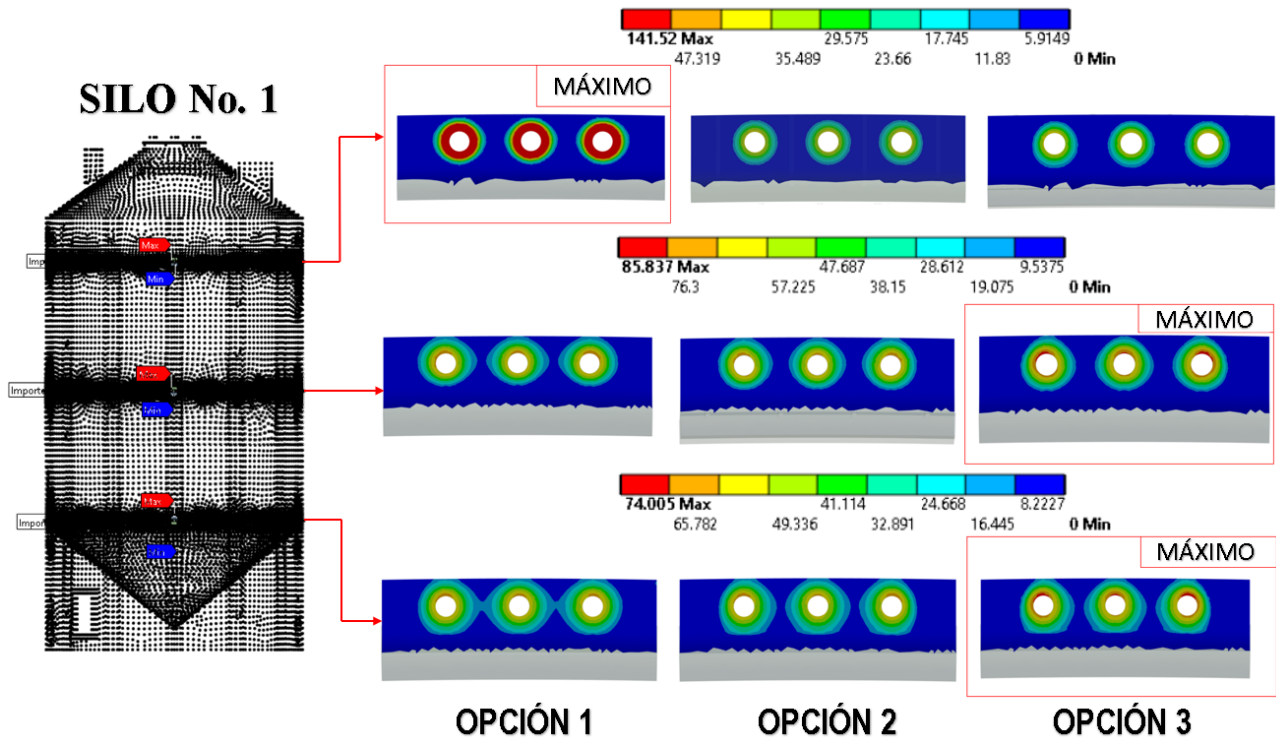 141.52 Max 29.575 17.745 5.9149
47.319 35.489 23.66 11.83 0 Min
SILO No. 1
MÁXIMO
Max
Imp
Min
85.837 Max 47.687 28.612 9.5375
76.3 57.225 38.15 19.075 0 Min
MÁXIMO
Importe
74.005 Max 41.114 24.668 8.2227
65.782 49.336 32.891 16.445 0 Min
Max
Impor
MÁXIMO
OPCIÓN 1 OPCIÓN 2 OPCIÓN 3